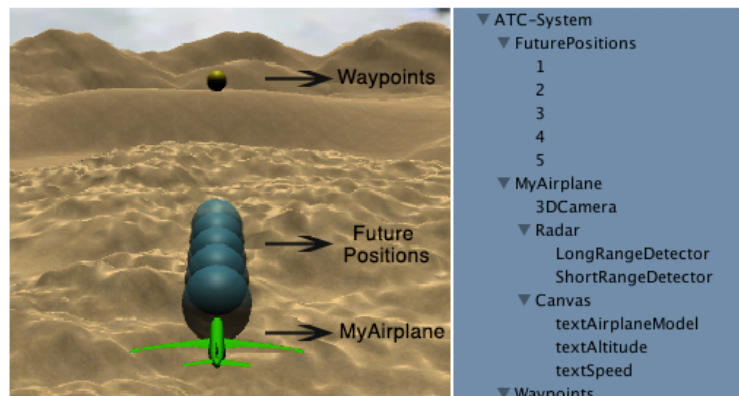 Waypoints
Future
Positions
MyAirplane
ATC-System
FuturePositions
1
2
3
4
5
MyAirplane
3DCamera
Radar
LongRangeDetector
ShortRangeDetector
Canvas
textAirplaneModel
textAltitude
textSpeed
Waypoints